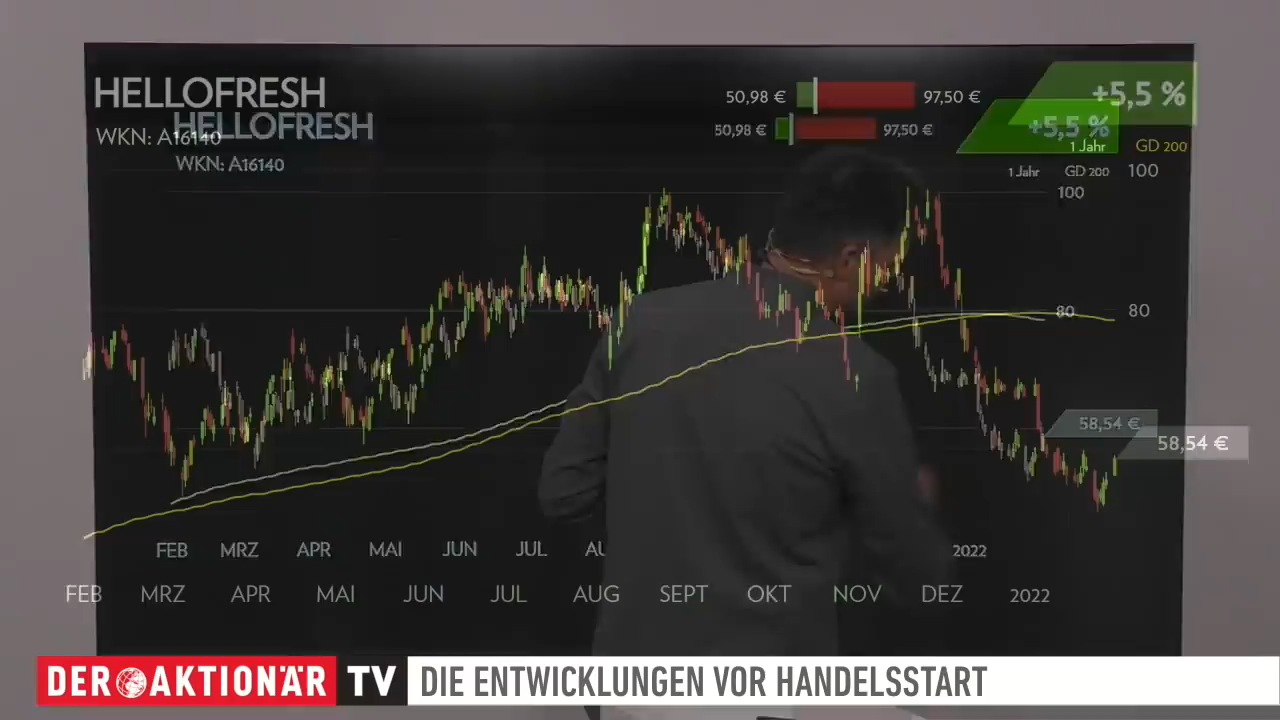 HELLOFRESH
WKN: A16140
50,98 € 97,50 €
+5,5 %
HELLOFRESH
WKN: A16140
50,98 € 97,50 €
+5,5 %
1 Jahr GD 200
1 Jahr GD 200
100
100
80
80
58,54 €
58,54 €
FEB MRZ APR MAI JUN JUL AU 2022
FEB MRZ APR MAI JUN JUL AUG SEPT OKT NOV DEZ 2022
DER AKTIONÄR TV DIE ENTWICKLUNGEN VOR HANDELSSTART